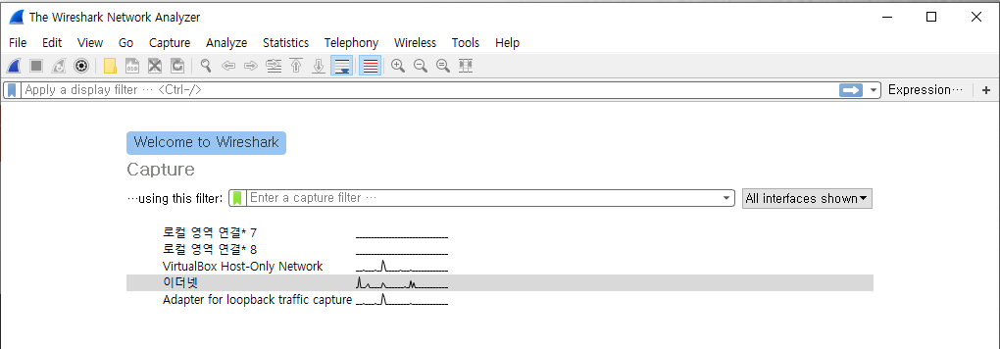 The Wireshark Network Analyzer
File Edit View Go Capture Analyze Statistics Telephony Wireless Tools Help
Apply a display filter ··· <Ctrl-/> Expression··· +
Welcome to Wireshark
Capture
···using this filter: Enter a capture filter ··· All interfaces shown
로컬 영역 연결* 7
로컬 영역 연결* 8
VirtualBox Host-Only Network
이더넷
Adapter for loopback traffic capture